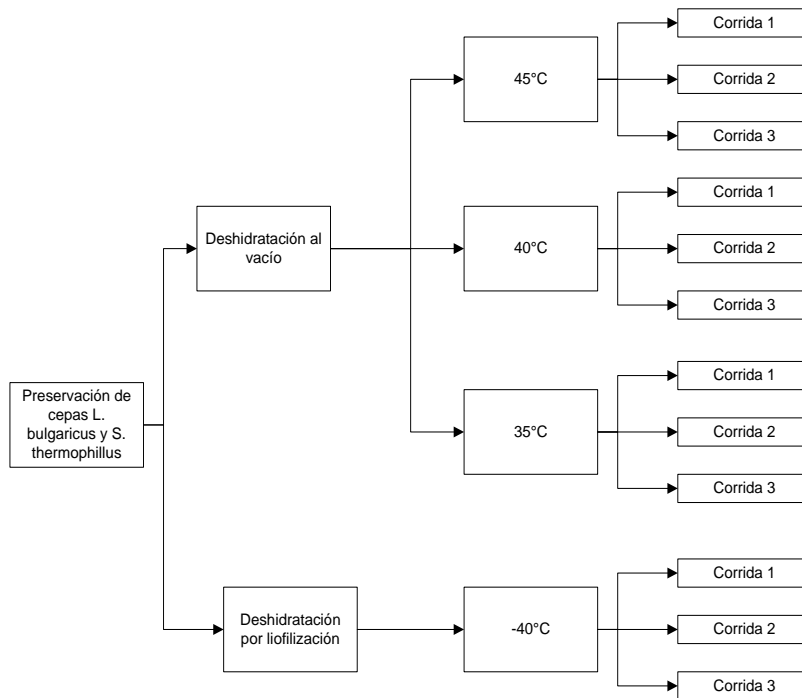 Preservación de
cepas L.
bulgaricus y S.
thermophillus
Deshidratación al
vacío
45°C
Corrida 1
Corrida 2
Corrida 3
40°C
Corrida 1
Corrida 2
Corrida 3
35°C
Corrida 1
Corrida 2
Corrida 3
Deshidratación
por liofilización
-40°C
Corrida 1
Corrida 2
Corrida 3